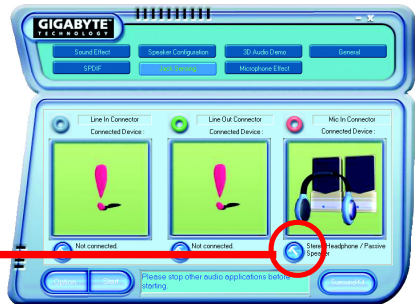 GIGABYTE™
TECHNOLOGY
Sound Effect
Speaker Configuration
3D Audio Demo
General
SPDIF
Jack Sensing
Microphone Effect
Line In Connector
Connected Device :
Line Out Connector
Connected Device :
Mic In Connector
Connected Device :
Not connected.
Not connected.
Stereo Headphone / Passive
Speaker
Option
Start
Please stop other audio applications before
starting.